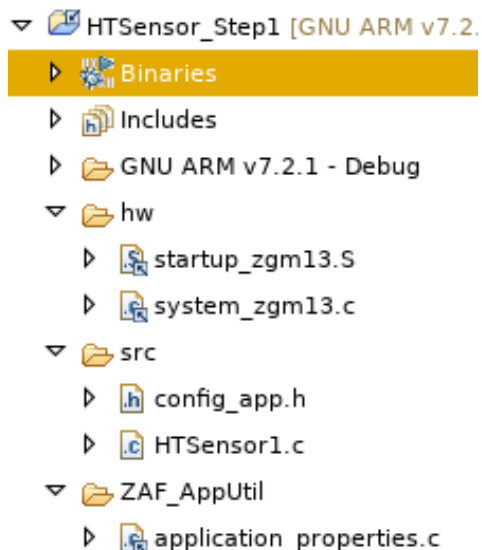 HTSensor_Step1 [GNU ARM v7.2.
Binaries
Includes
GNU ARM v7.2.1 - Debug
hw
startup_zgm13.S
system_zgm13.c
src
config_app.h
HTSensor1.c
ZAF_AppUtil
application_properties.c